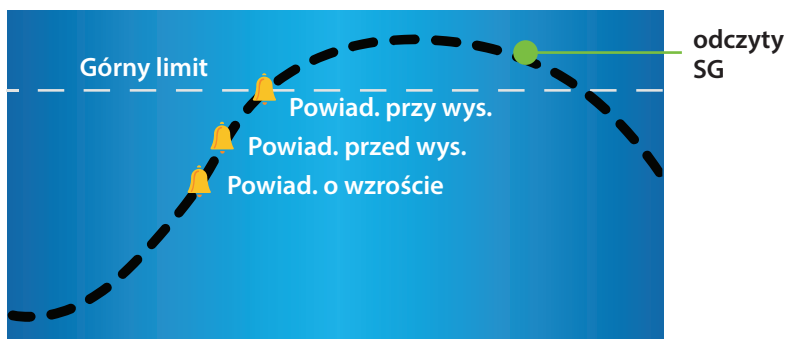 odczyty
SG
Górny limit
Powiad. przy wys.
Powiad. przed wys.
Powiad. o wzroście